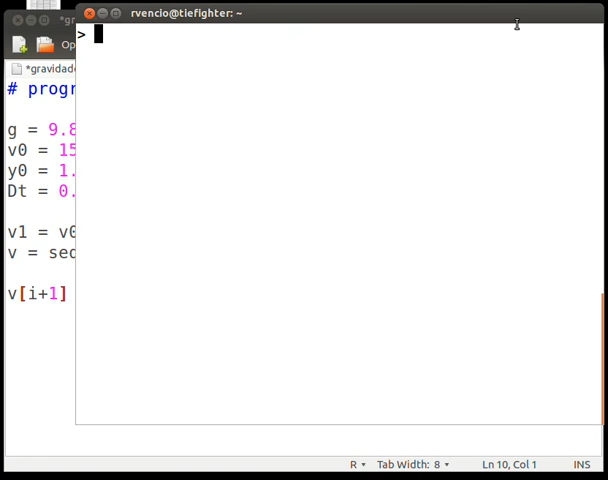 rvencio@tiefighter: ~
>
*gr
Op
*gravidade
# progr
g = 9.8
v0 = 15
y0 = 1.
Dt = 0.
v1 = v0
v = seq
v[i+1]
R Tab Width: 8 Ln 10, Col 1 INS